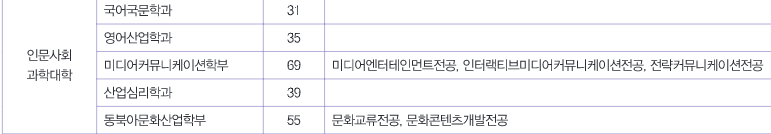 인문사회
과학대학
국어국문학과 31
영어산업학과 35
미디어커뮤니케이션학부 69 미디어엔터테인먼트전공, 인터랙티브미디어커뮤니케이션전공, 전략커뮤니케이션전공
산업심리학과 39
동북아문화산업학부 55 문화교류전공, 문화콘텐츠개발전공